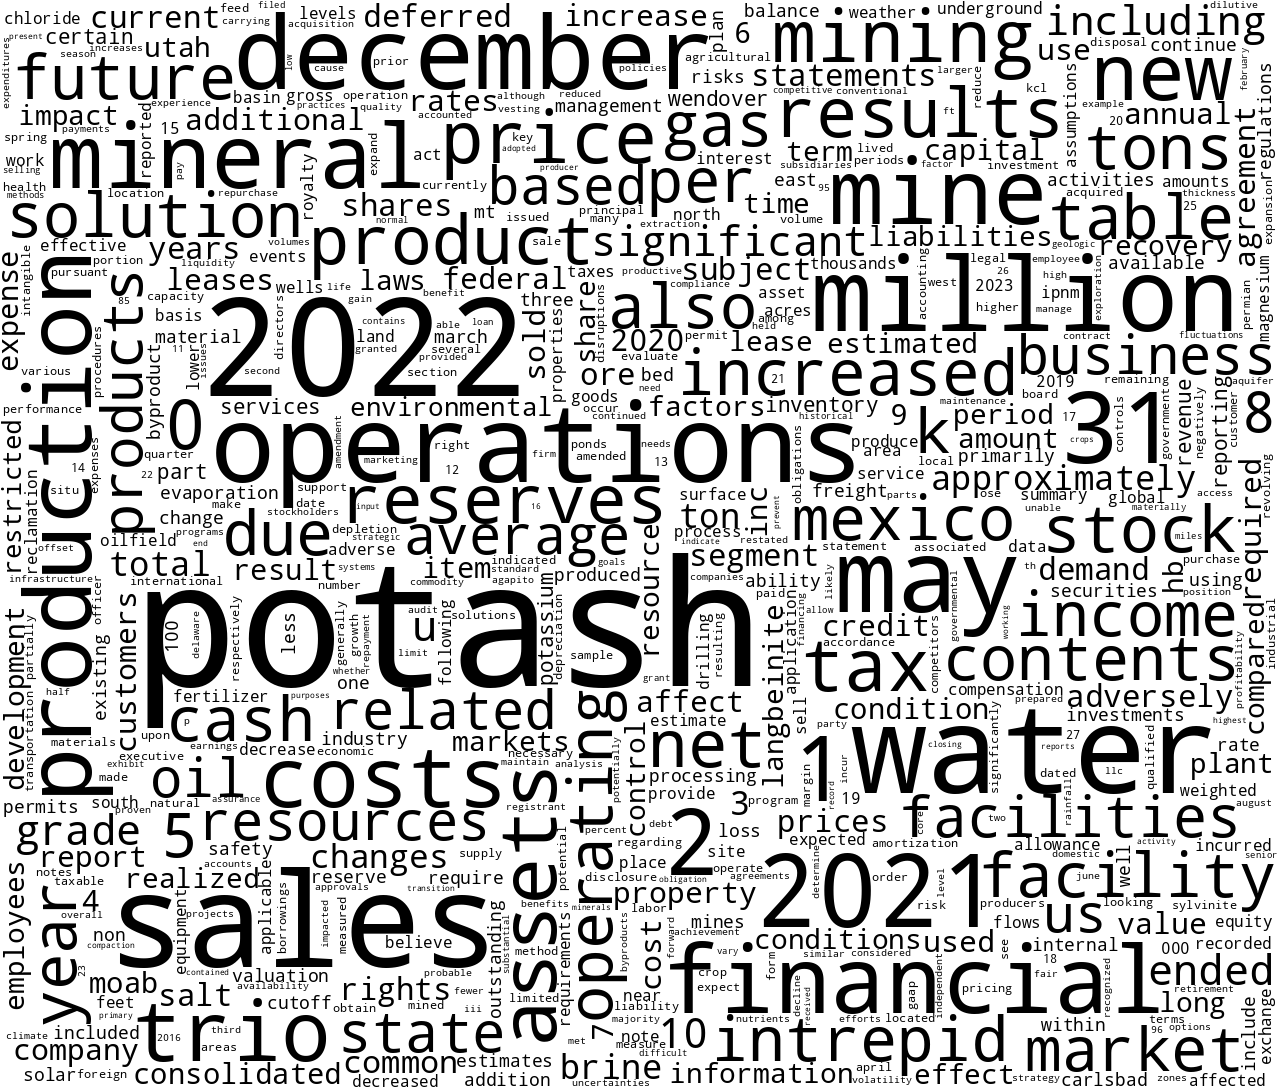 chloride current feed filed levels deferred increase plan balance weather underground including dilutive
present certain carrying acquisition december 6 mining use disposal continue
expenditures season increases utah low cause prior policies agricultural risks statements larger reduce kcl new february
future basin gross operation rates although reduced management wendover competitive conventional results ft assumptions example 20 annual regulations
impact experience practices quality vesting accounted price gas
spring payments 15 additional mineral reported pay expand act key adopted producer interest term lived periods factor capital investment tons agreement expansion
work selling health methods location royalty repurchase currently based per subsidiaries east 95 mine activities amounts acquired thickness 25
solution shares mt issued principal many north time volume table
effective years volumes events normal product sale extraction significant liabilities geologic recovery
expense intangible pursuant portion liquidity leases wells life laws federal taxes productive subject thousands legal employee available
products capacity basis 85 gain benefit three share disruptions compliance also asset acres among held accounting west 26 2023 high higher ipnm manage exploration million permian magnesium
production various procedures material 11 issues lower 2022 directors contains land granted able loan march several provided section second sold properties 2020 permit lease estimated contract fluctuations
byproduct ore evaluate bed need increased 21 business
performance 0 services environmental goods occur continued factors historical inventory 9 maintenance 2019 board remaining aquifer
restricted 14 situ expenses quarter 22 part operations amendment marketing right 12 firm ponds amended needs 13 obligations produce area service k local period amount primarily 17 crops 31 controls government negatively revenue reporting customer 8
reclamation evaporation make support date stockholders input reserves 16 surface freight parts approximately revolving
offset oilfield change programs end due depletion strategic average ton inc prevent mexico lose unable summary global materially access stock miles
infrastructure total international result adverse systems number item indicated standard agapito commodity goals process restated indicate segment statement associated data purchase
officer produced companies ability paid likely may th demand securities hb using position required
development partially transportation existing customers 100 delaware respectively less potash generally whether growth repayment audit limit u following solutions potassium depreciation sample resource grant drilling resulting langbeinite application financing allow credit accordance competitors governmental working income compared industrial
half fertilizer purposes one tax contents profitability
materials upon p cash related affect sell condition compensation prepared adversely
executive earnings decrease industry economic markets necessary operating estimate net party closing investments highest
made exhibit oil costs maintain analysis potentially control processing margin 1 record incur water significantly reports 27 dated llc qualified rate plant
permits south proven natural assurance registrant assets provide program 19 core two rainfall weighted august
grade 5 resources percent debt 3 prices facilities
report safety changes supply regarding 2 loss expected amortization allowance incurred
employees notes accounts reserve place site operate determine domestic activity senior
taxable realized approvals transition require potential disclosure obligation agreements order 2021 june well
4 overall year equipment projects applicable borrowings sales impacted measured benefits minerals property level risk producers facility looking sylvinite
non compaction 23 contained believe outstanding substantial method requirements byproducts cost labor mines achievement flows us value equity
moab valuation availability probable forward vary conditions similar considered used see internal 000 recorded
feet salt rights fewer limited near crop expect form decline received financial gaap independent pricing 18 fair recognized ended retirement
primary cutoff obtain mined iii liability long
climate included 2016 trio third areas state met 7 majority note 10 nutrients efforts located within terms 96 options include exchange
company common estimates measure difficult intrepid april market
solar foreign consolidated decreased addition brine uncertainties information volatility effect strategy carlsbad zones affected